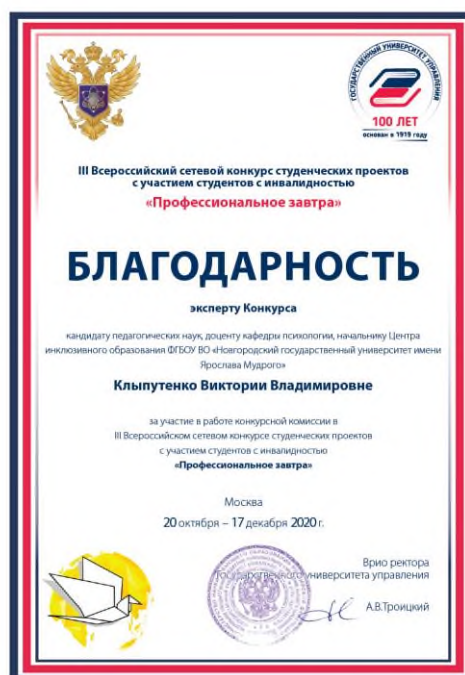 ГОСУДАРСТВЕННЫЙ УНИВЕРСИТЕТ УПРАВЛЕНИЯ
100 ЛЕТ
основан в 1919 году
III Всероссийский сетевой конкурс студенческих проектов
с участием студентов с инвалидностью
«Профессиональное завтра»
БЛАГОДАРНОСТЬ
эксперту Конкурса
кандидату педагогических наук, доценту кафедры психологии, начальнику Центра
инклюзивного образования ФГБОУ ВО «Новгородский государственный университет имени
Ярослава Мудрого»
Клыпутенко Виктории Владимировне
за участие в работе конкурсной комиссии в
III Всероссийском сетевом конкурсе студенческих проектов
с участием студентов с инвалидностью
«Профессиональное завтра»
Москва
20 октября – 17 декабря 2020 г.
Врио ректора
Государственного университета управления
А.В.Троицкий